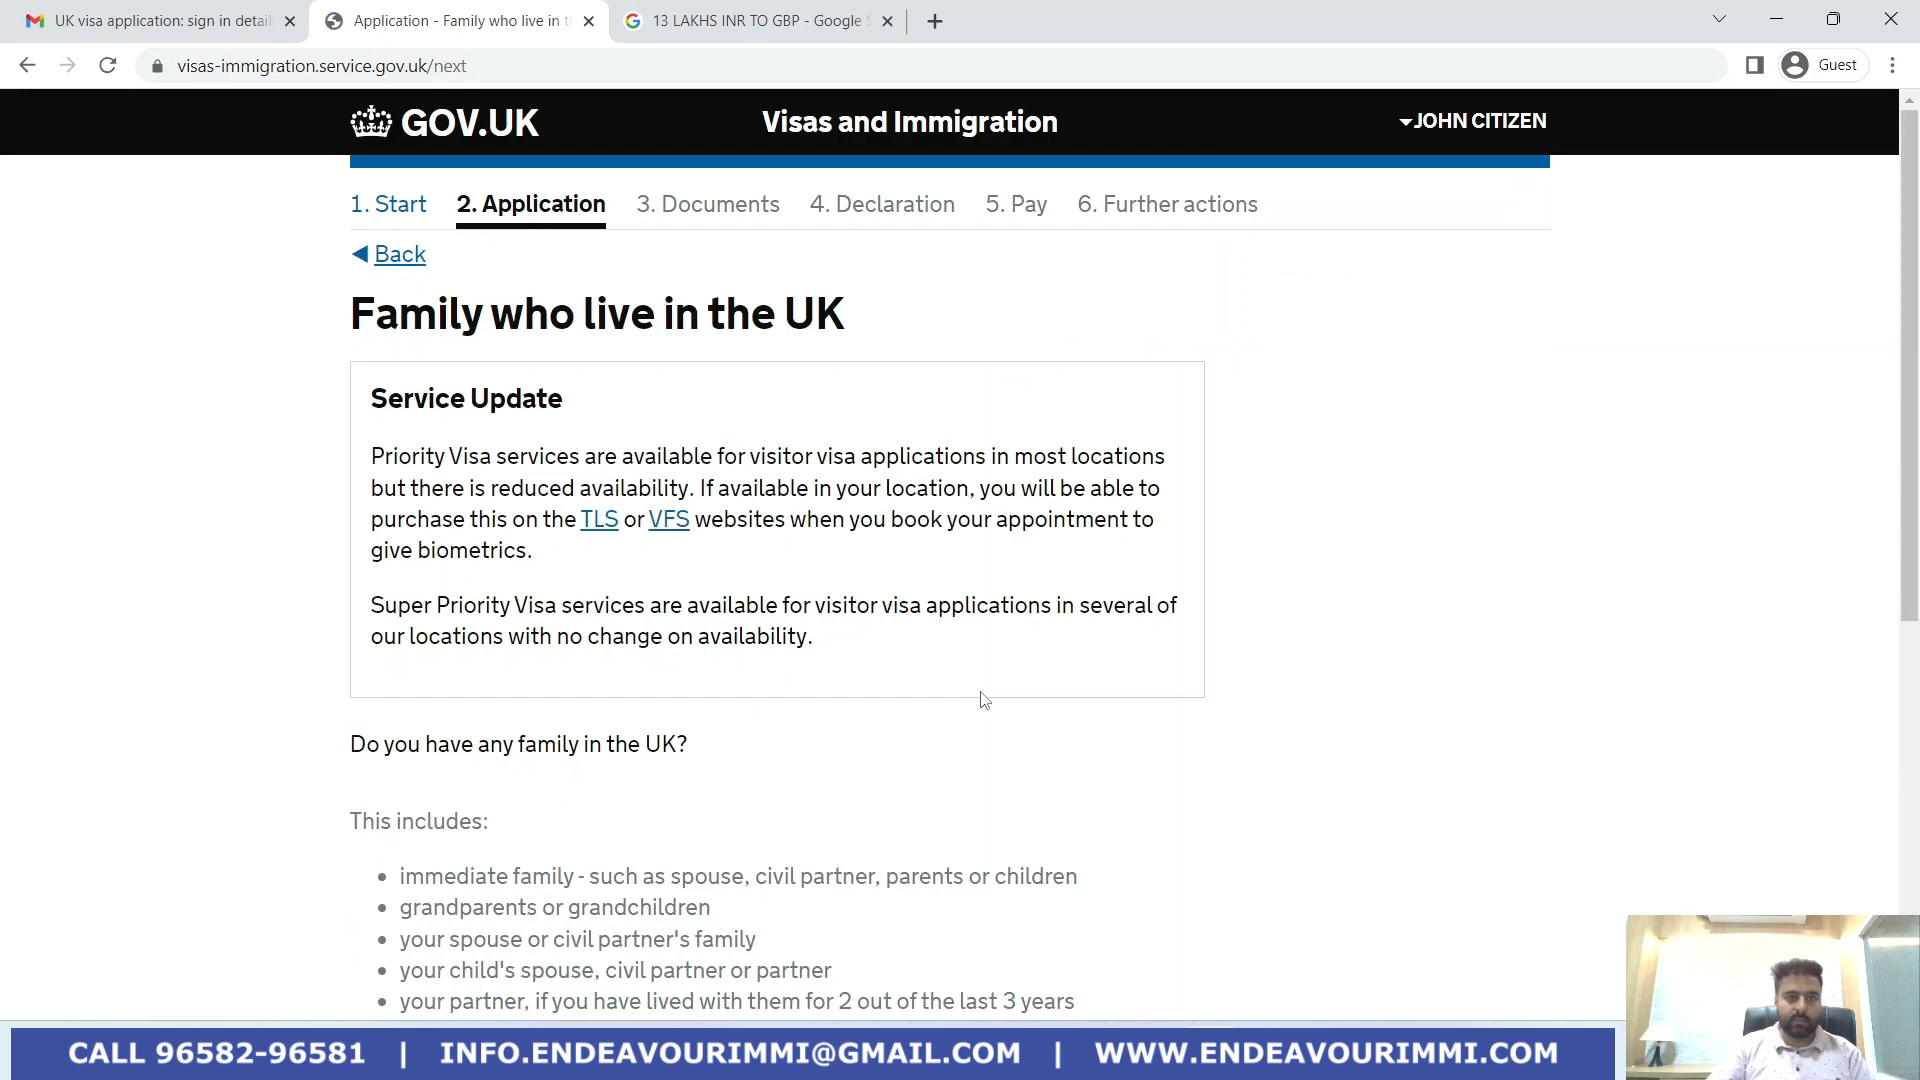 UK visa application: sign in detail
Application - Family who live in t
13 LAKHS INR TO GBP - Google S
visas-immigration.service.gov.uk/next
Guest
GOV.UK
Visas and Immigration
JOHN CITIZEN
1. Start
2. Application
3. Documents
4. Declaration
5. Pay
6. Further actions
Back
Family who live in the UK
Service Update
Priority Visa services are available for visitor visa applications in most locations
but there is reduced availability. If available in your location, you will be able to
purchase this on the TLS or VFS websites when you book your appointment to
give biometrics.
Super Priority Visa services are available for visitor visa applications in several of
our locations with no change on availability.
Do you have any family in the UK?
This includes:
• immediate family - such as spouse, civil partner, parents or children
• grandparents or grandchildren
• your spouse or civil partner's family
• your child's spouse, civil partner or partner
• your partner, if you have lived with them for 2 out of the last 3 years
CALL 96582-96581 | INFO.ENDEAVOURIMMI@GMAIL.COM | WWW.ENDEAVOURIMMI.COM